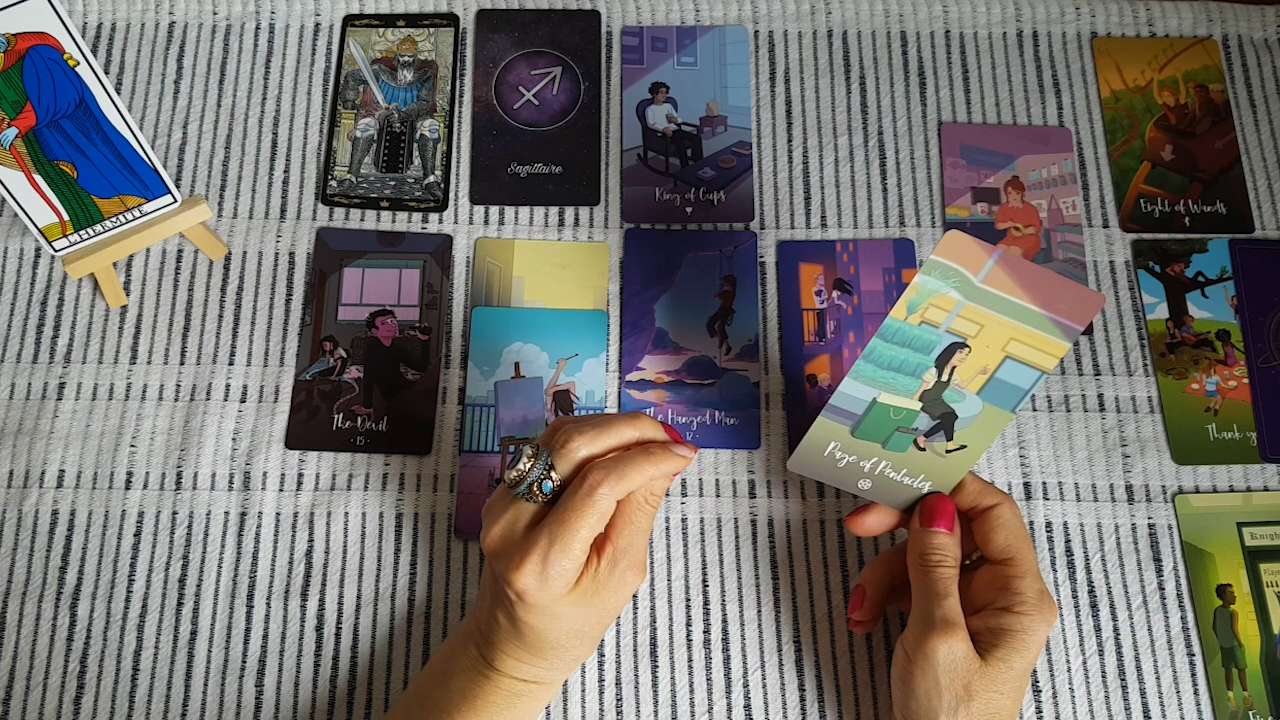 L'HERMITE
Sagittaire
King of Cups
Eight of Wands
The Devil
·15·
The Hanged Man
12
Page of Pentacles
Thank y
Knigh